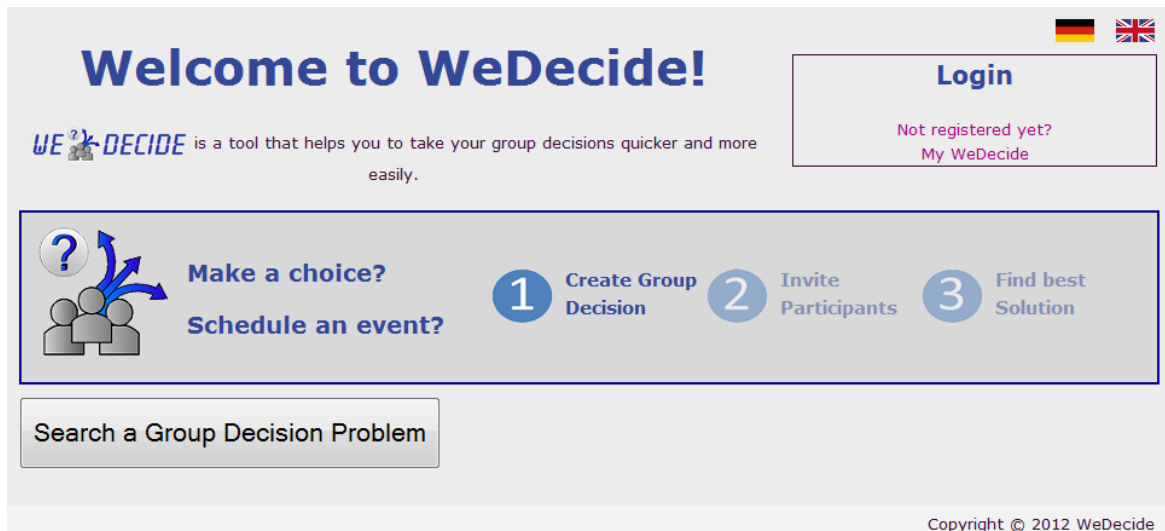 Welcome to WeDecide!
Login
Not registered yet?
My WeDecide
WE ? DECIDE is a tool that helps you to take your group decisions quicker and more
easily.
?
Make a choice?
Schedule an event?
1 Create Group
Decision
2 Invite
Participants
3 Find best
Solution
Search a Group Decision Problem
Copyright © 2012 WeDecide